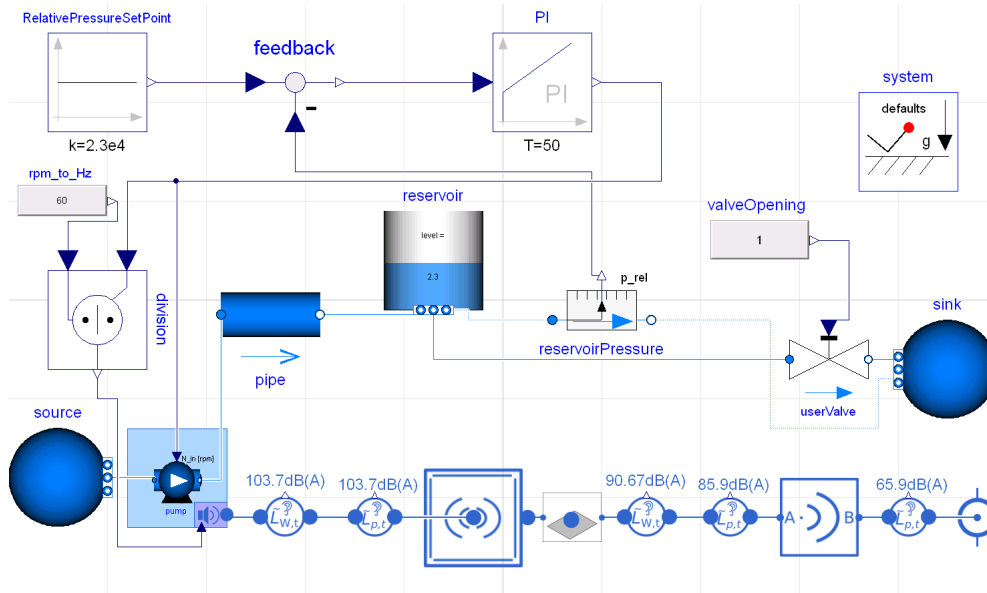 RelativePressureSetPoint
k=2.3e4
feedback
PI
PI
T=50
system
defaults
g
rpm_to_Hz
60
division
reservoir
level =
2.3
p_rel
reservoirPressure
valveOpening
1
sink
userValve
pipe
source
N_in [rpm]
pump
103.7dB(A)
L̃W,t
103.7dB(A)
L̃p,t
90.67dB(A)
L̃W,t
85.9dB(A)
L̃p,t
A
B
65.9dB(A)
L̃p,t